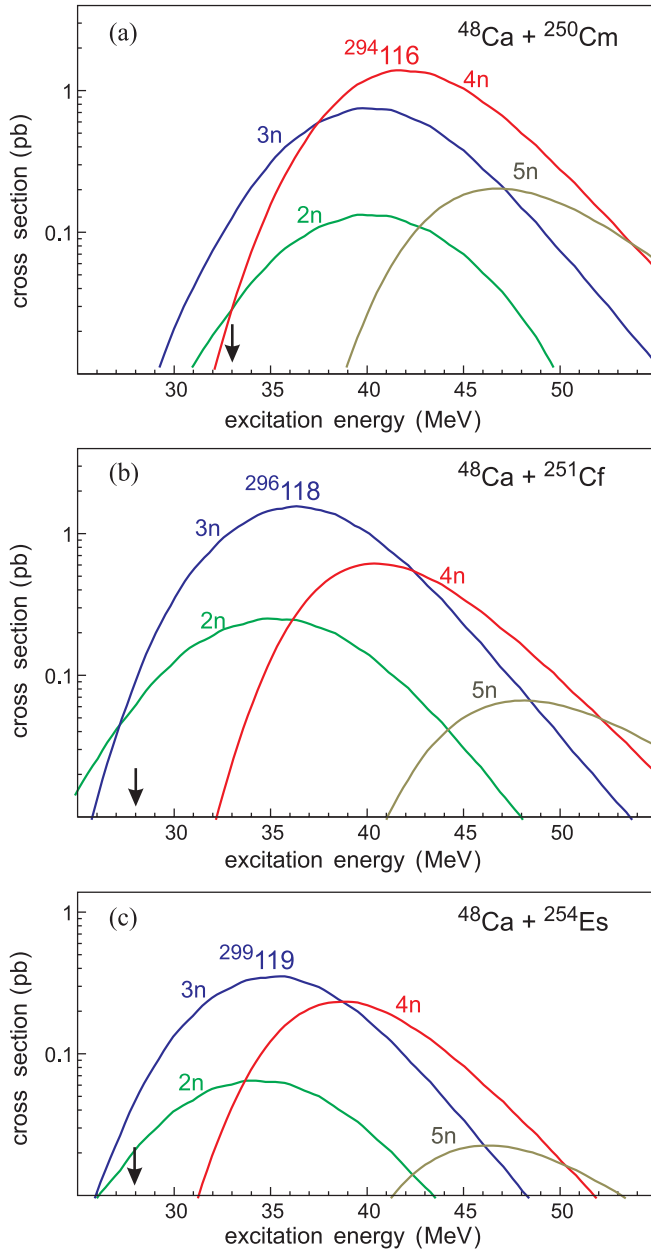 (a)
⁴⁸Ca + ²⁵⁰Cm
²⁹⁴116
4n
3n
5n
2n
1
0.1
cross section (pb)
30 35 40 45 50
excitation energy (MeV)
(b)
⁴⁸Ca + ²⁵¹Cf
²⁹⁶118
3n
4n
2n
5n
1
0.1
cross section (pb)
30 35 40 45 50
excitation energy (MeV)
(c)
⁴⁸Ca + ²⁵⁴Es
²⁹⁹119
3n
4n
2n
5n
1
0.1
cross section (pb)
30 35 40 45 50
excitation energy (MeV)